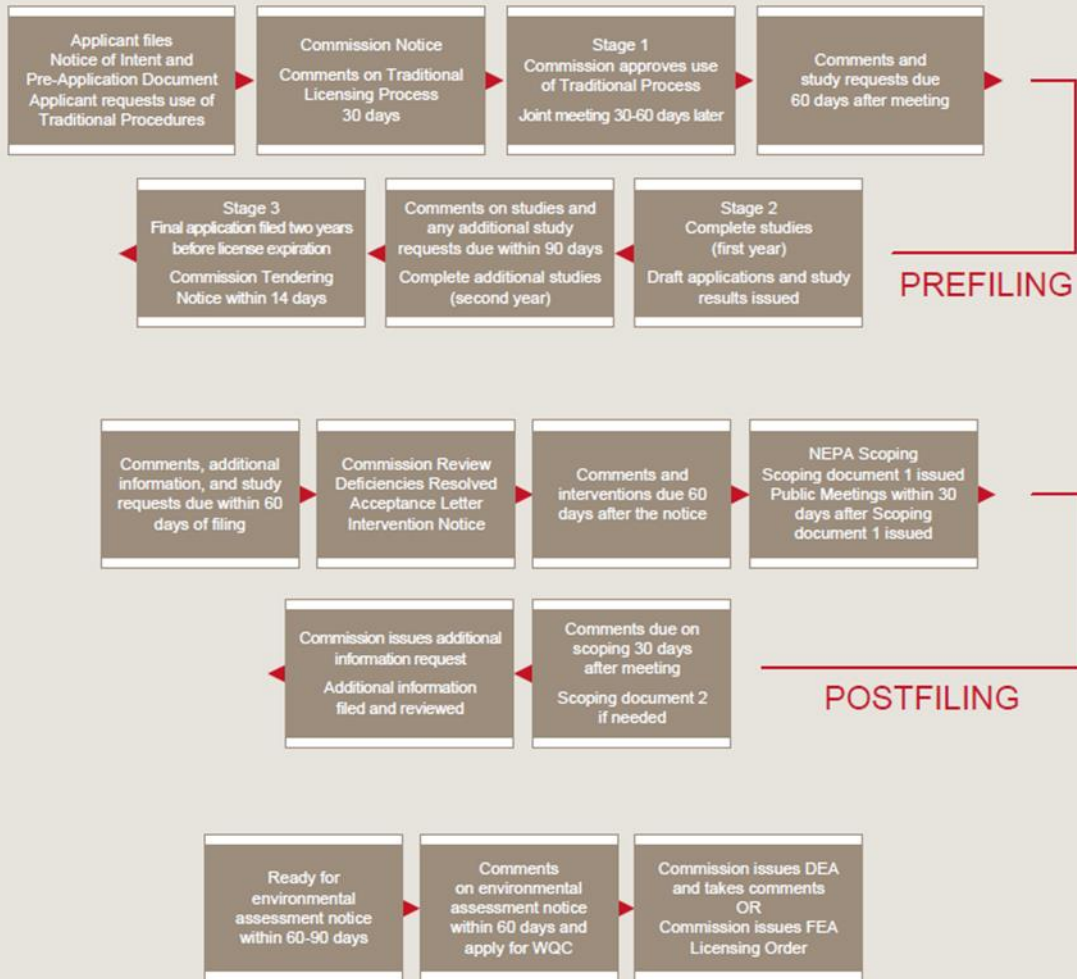 Applicant files
Notice of Intent and
Pre-Application Document
Applicant requests use of
Traditional Procedures
Commission Notice
Comments on Traditional
Licensing Process
30 days
Stage 1
Commission approves use
of Traditional Process
Joint meeting 30-60 days later
Comments and
study requests due
60 days after meeting
PREFILING
Stage 2
Complete studies
(first year)
Draft applications and study
results issued
Comments on studies and
any additional study
requests due within 90 days
Complete additional studies
(second year)
Stage 3
Final application filed two years
before license expiration
Commission Tendering
Notice within 14 days
Comments, additional
information, and study
requests due within 60
days of filing
Commission Review
Deficiencies Resolved
Acceptance Letter
Intervention Notice
Comments and
interventions due 60
days after the notice
NEPA Scoping
Scoping document 1 issued
Public Meetings within 30
days after Scoping
document 1 issued
POSTFILING
Comments due on
scoping 30 days
after meeting
Scoping document 2
if needed
Commission issues additional
information request
Additional information
filed and reviewed
Ready for
environmental
assessment notice
within 60-90 days
Comments
on environmental
assessment notice
within 60 days and
apply for WQC
Commission issues DEA
and takes comments
OR
Commission issues FEA
Licensing Order